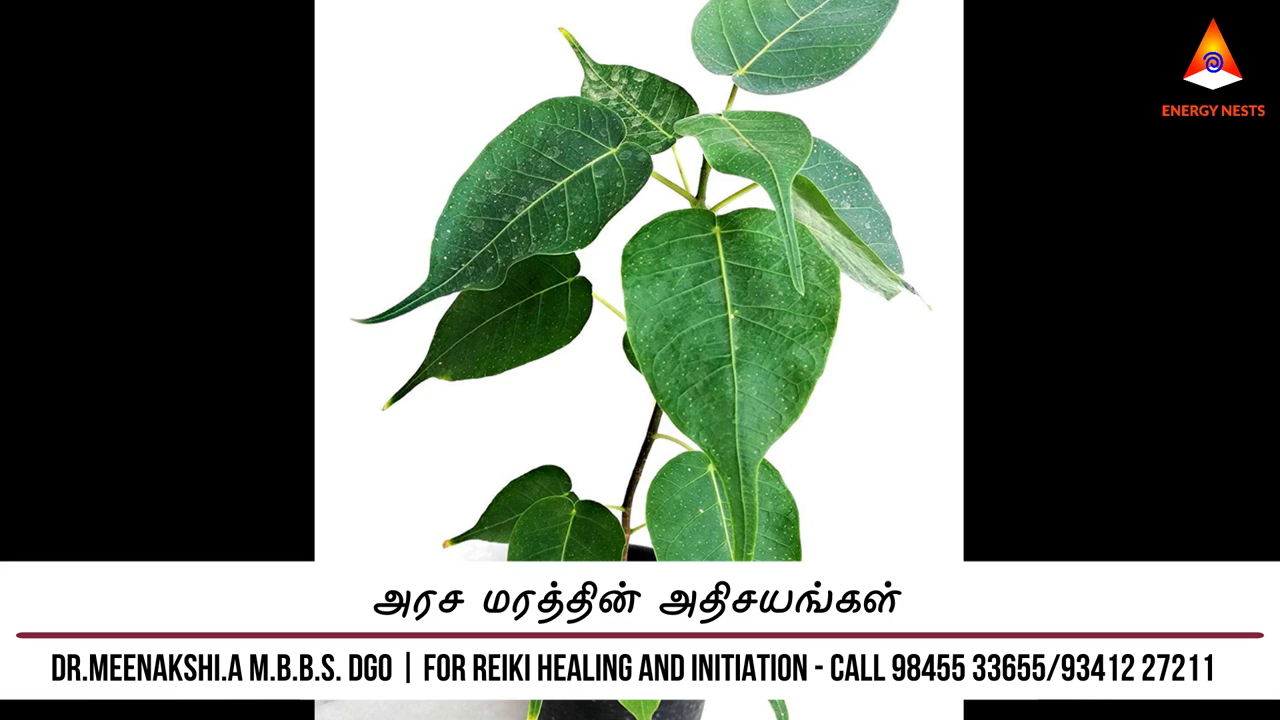 ENERGY NESTS
அரச மரத்தின் அதிசயங்கள்
DR.MEENAKSHI.A M.B.B.S. DGO | FOR REIKI HEALING AND INITIATION - CALL 98455 33655/93412 27211